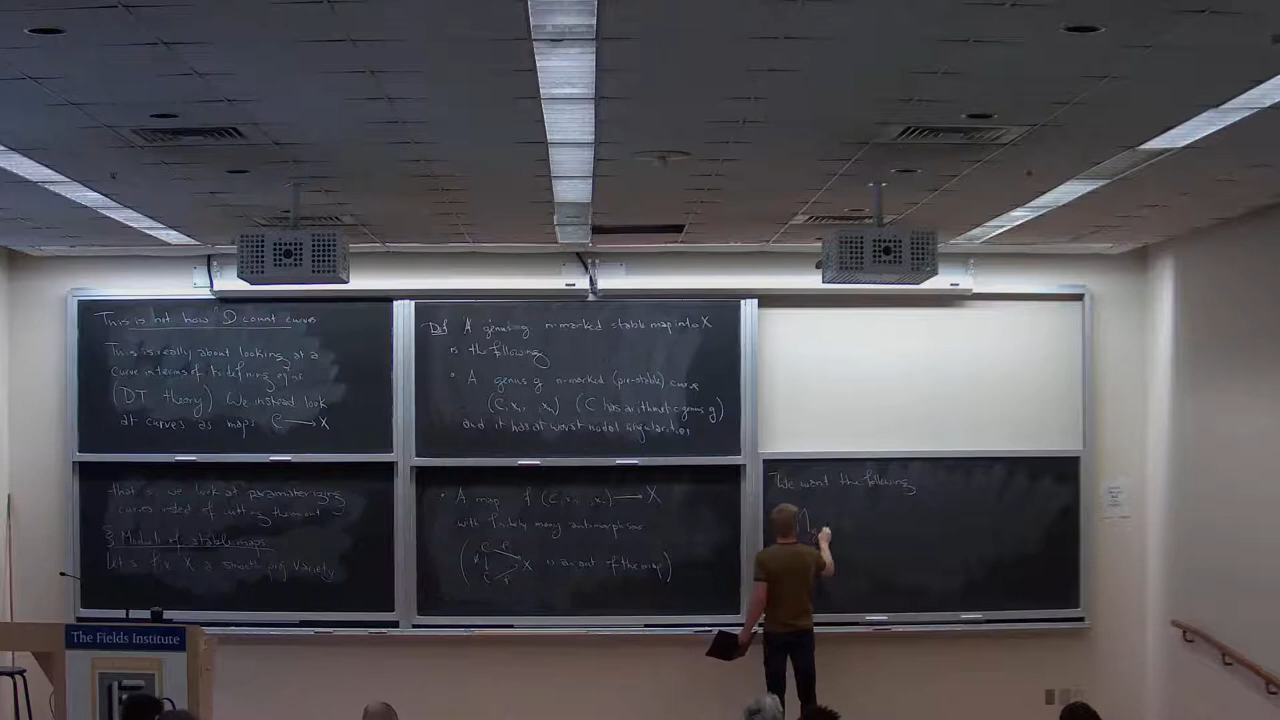 This is not how I'D count curves
This is really about looking at a
curve in terms of its defining eq'ns
(DT theory) We instead look
at curves as maps C → X
that is, we look at parameterizing
curves instead of cutting them out
§ Moduli of stable maps
Let's fix X a smooth proj variety
Def A genus g n-marked stable map into X
is the following
• A genus g n-marked (pre-stable) curve
(C, x₁, , xₙ) (C has arithmetic genus g)
and it has at worst nodal singularities
• A map f (C, x₁, , xₙ) → X
with finitely many automorphisms
( C f
φ ↓ X is an aut of the map )
C f
We want the following
M
The Fields Institute